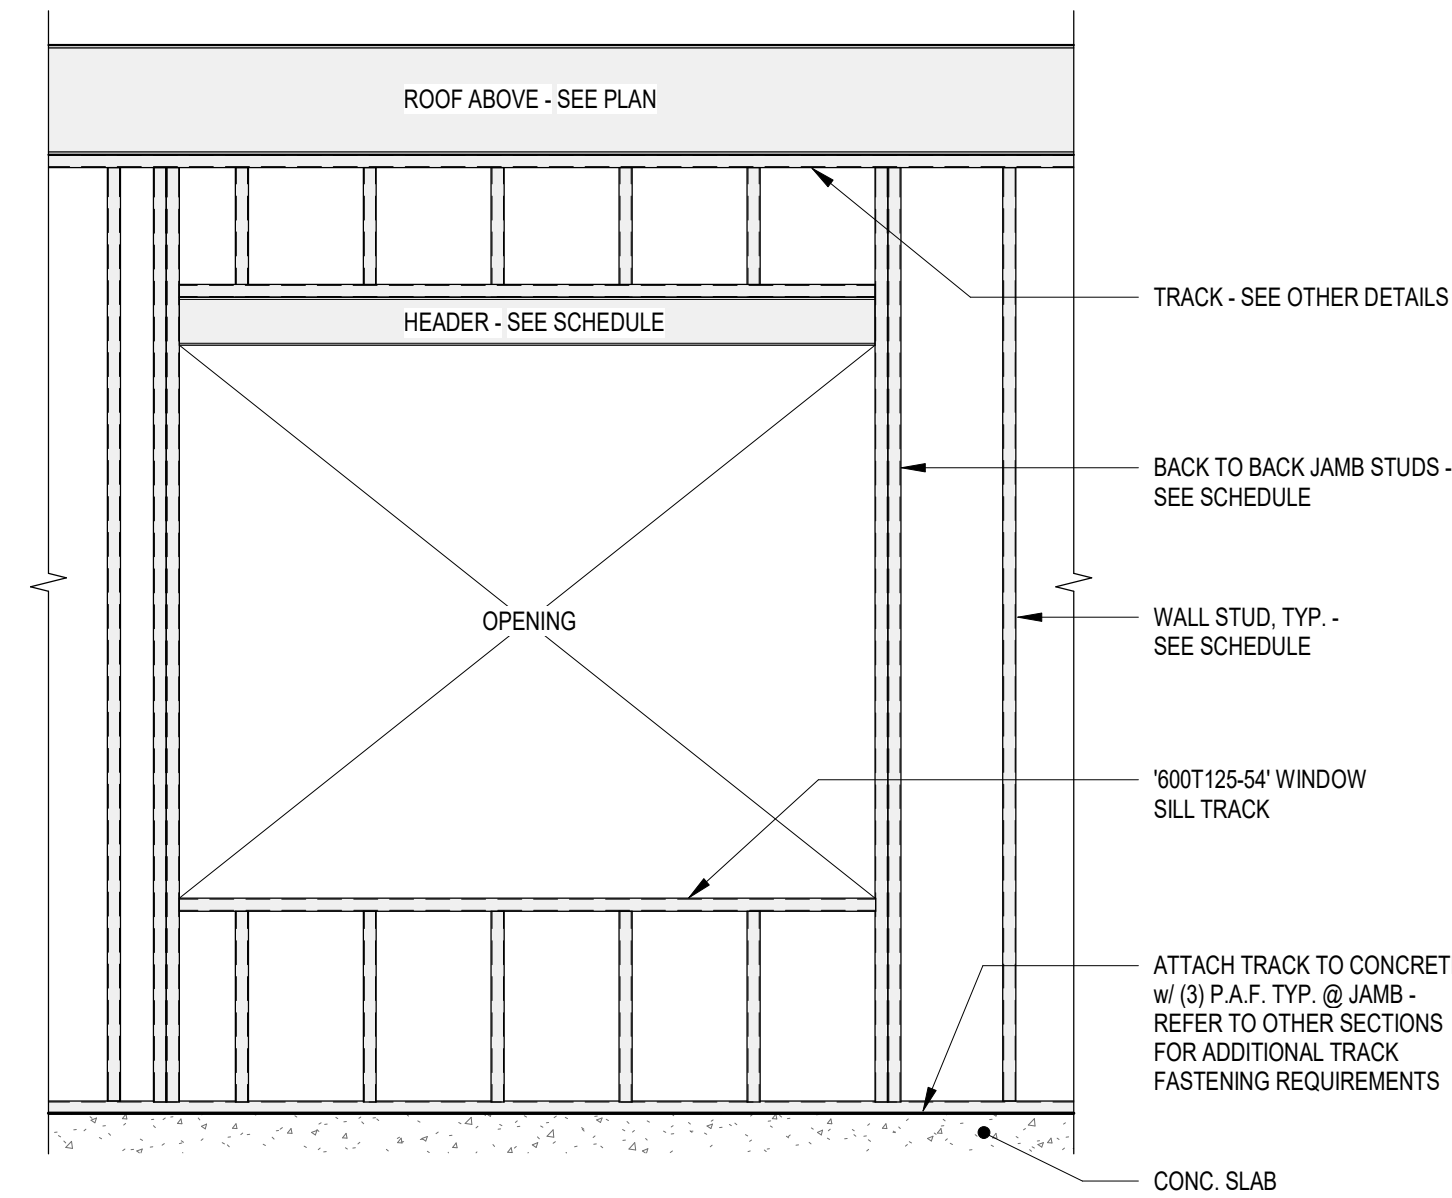 ROOF ABOVE - SEE PLAN
TRACK - SEE OTHER DETAILS
HEADER - SEE SCHEDULE
BACK TO BACK JAMB STUDS -
SEE SCHEDULE
OPENING
WALL STUD, TYP. -
SEE SCHEDULE
'600T125-54' WINDOW
SILL TRACK
ATTACH TRACK TO CONCRET
w/ (3) P.A.F. TYP. @ JAMB -
REFER TO OTHER SECTIONS
FOR ADDITIONAL TRACK
FASTENING REQUIREMENTS
CONC. SLAB